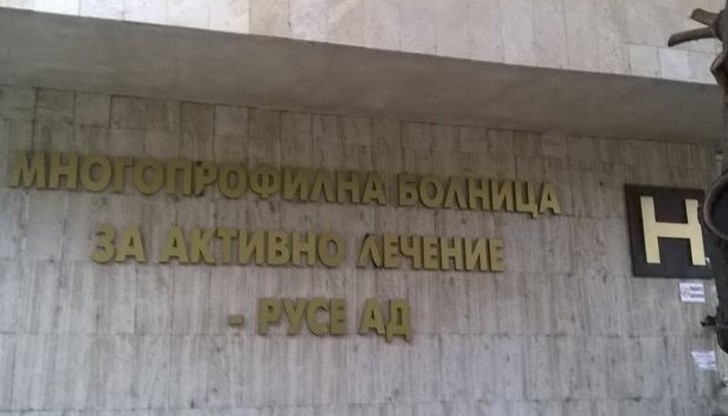 МНОГОПРОФИЛНА БОЛНИЦА
ЗА АКТИВНО ЛЕЧЕНИЕ
- РУСЕ АД
H